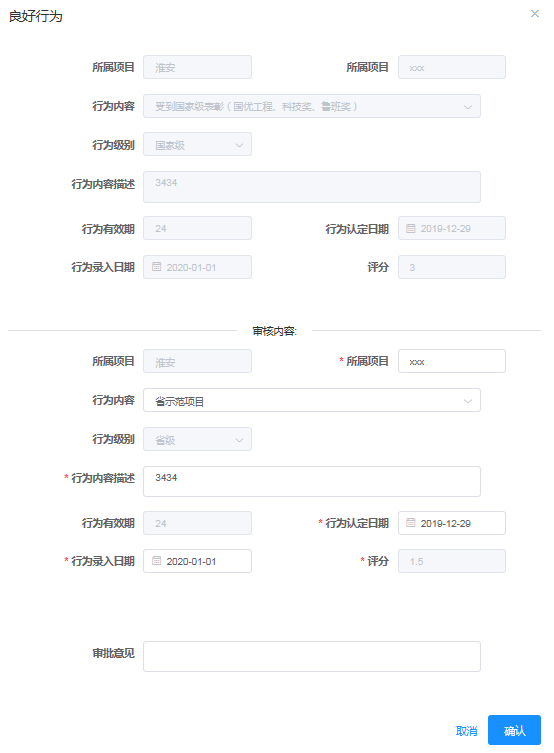 良好行为
所属项目 淮安 所属项目 xxx
行为内容 受到国家级表彰（国优工程、科技奖、鲁班奖）
行为级别 国家级
行为内容描述 3434
行为有效期 24 行为认定日期 2019-12-29
行为录入日期 2020-01-01 评分 3
审核内容:
所属项目 淮安 * 所属项目 xxx
行为内容 省示范项目
行为级别 省级
* 行为内容描述 3434
行为有效期 24 * 行为认定日期 2019-12-29
* 行为录入日期 2020-01-01 * 评分 1.5
审批意见
取消 确认